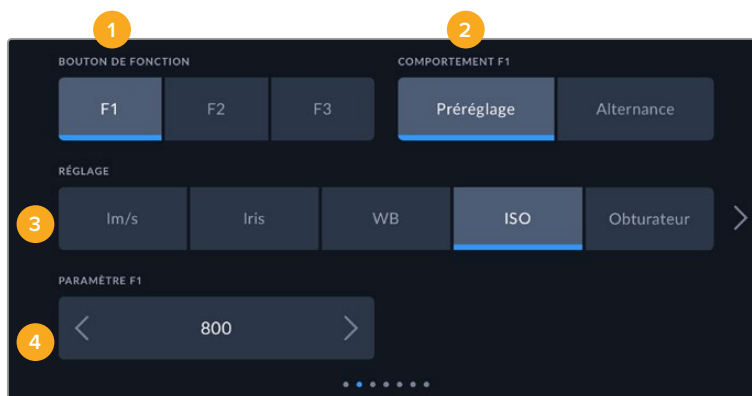 1 2
BOUTON DE FONCTION COMPORTEMENT F1
F1 F2 F3 Préréglage Alternance
RÉGLAGE
3 Im/s Iris WB ISO Obturateur
PARAMÈTRE F1
4 800